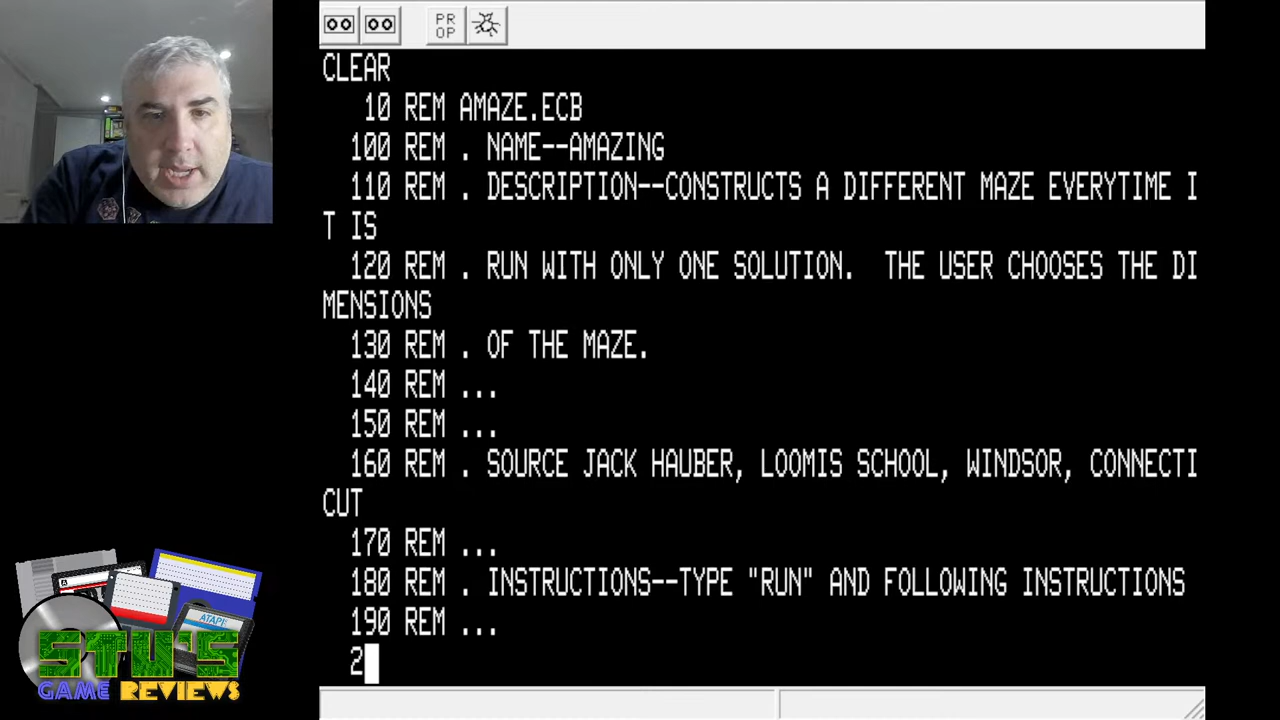 PR
OP
CLEAR
10 REM AMAZE.ECB
100 REM . NAME--AMAZING
110 REM . DESCRIPTION--CONSTRUCTS A DIFFERENT MAZE EVERYTIME I
T IS
120 REM . RUN WITH ONLY ONE SOLUTION.  THE USER CHOOSES THE DI
MENSIONS
130 REM . OF THE MAZE.
140 REM ...
150 REM ...
160 REM . SOURCE JACK HAUBER, LOOMIS SCHOOL, WINDSOR, CONNECTI
CUT
170 REM ...
180 REM . INSTRUCTIONS--TYPE "RUN" AND FOLLOWING INSTRUCTIONS
190 REM ...
2
ATARI
STU'S
GAME REVIEWS